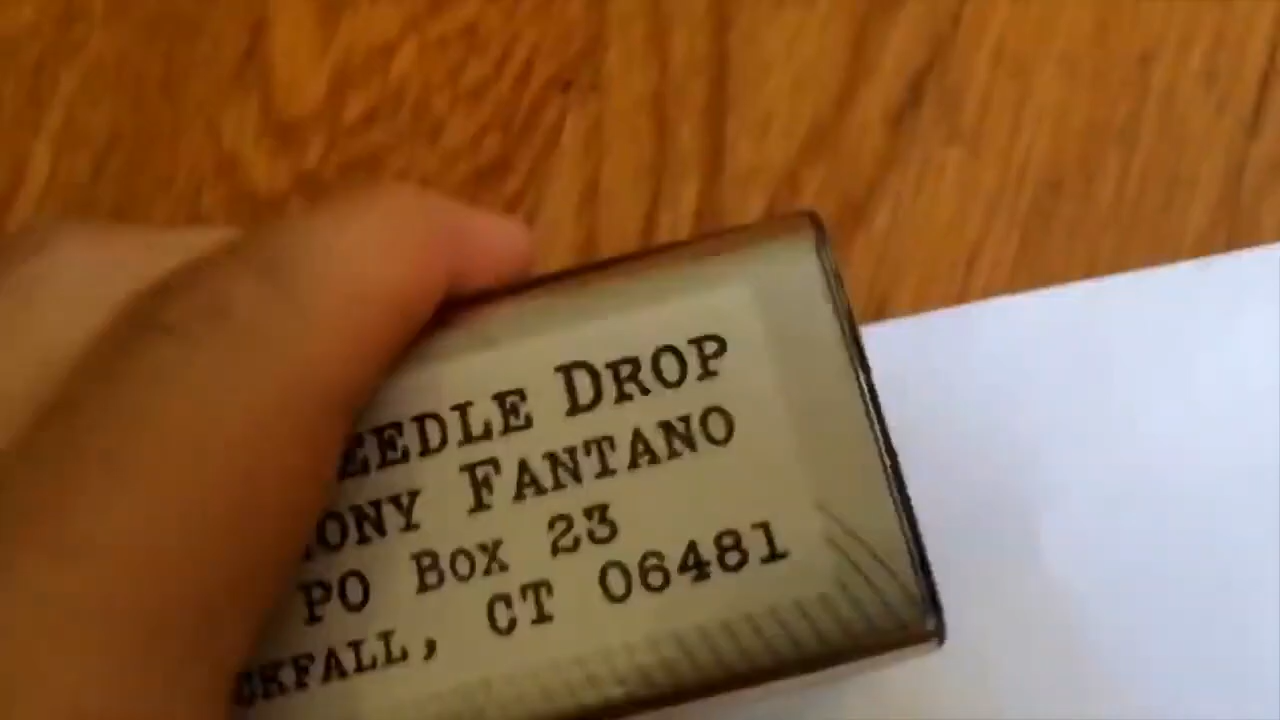 EEDLE DROP
ONY FANTANO
PO BOX 23
CKFALL, CT 06481